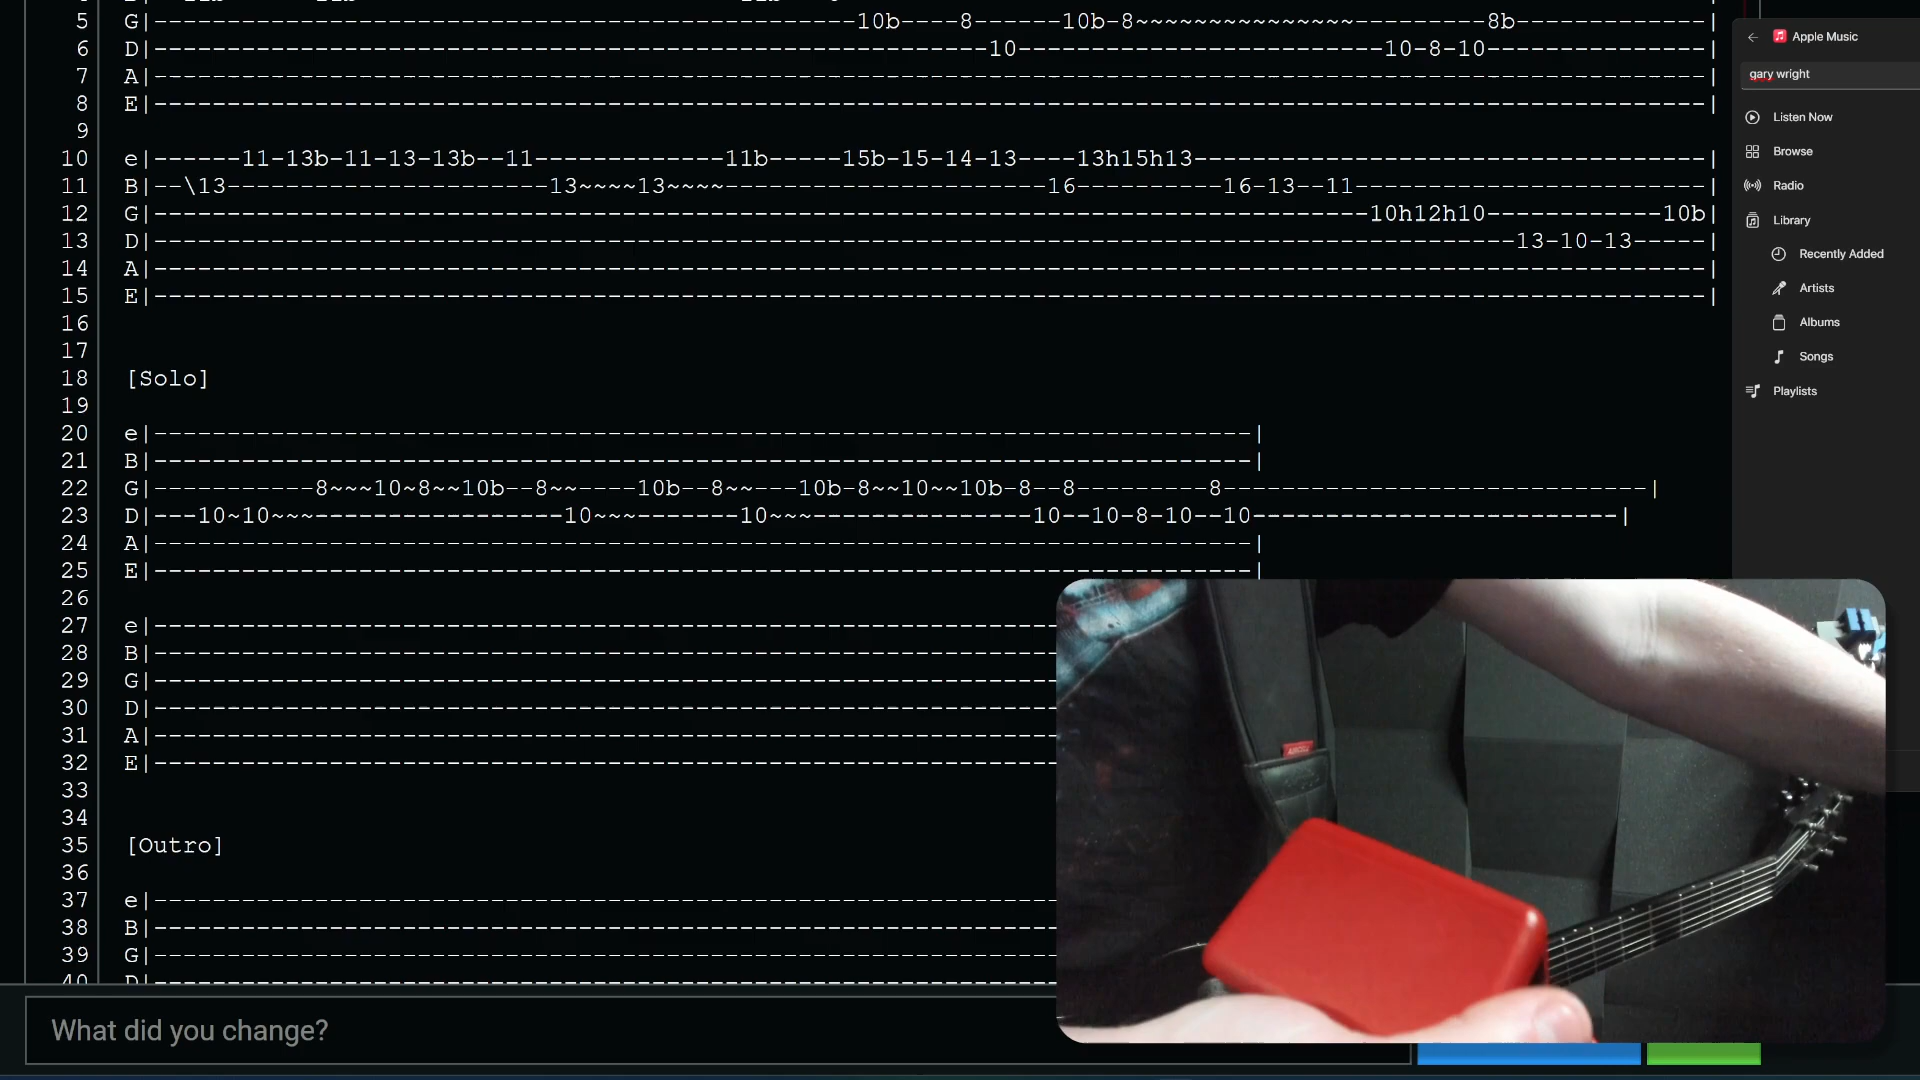 5 G|------------------------------------------------10b----8------10b-8~~~~~~~~~~~~~~~---------8b-------------|
6 D|---------------------------------------------------------10-------------------------10-8-10---------------|
7 A|----------------------------------------------------------------------------------------------------------|
8 E|----------------------------------------------------------------------------------------------------------|
9
10 e|------11-13b-11-13-13b--11-------------11b-----15b-15-14-13----13h15h13-----------------------------------|
11 B|--\13----------------------13~~~~13~~~~----------------------16----------16-13--11------------------------|
12 G|-----------------------------------------------------------------------------------10h12h10------------10b|
13 D|---------------------------------------------------------------------------------------------13-10-13-----|
14 A|----------------------------------------------------------------------------------------------------------|
15 E|----------------------------------------------------------------------------------------------------------|
16
17
18 [Solo]
19
20 e|---------------------------------------------------------------------------|
21 B|---------------------------------------------------------------------------|
22 G|-----------8~~~10~8~~10b--8~~----10b--8~~---10b-8~~10~~10b-8--8---------8-----------------------------|
23 D|---10~10~~~-----------------10~~~-------10~~~---------------10--10-8-10--10-------------------------|
24 A|---------------------------------------------------------------------------|
25 E|---------------------------------------------------------------------------|
26
27 e|--------------------------------------------------------------
28 B|--------------------------------------------------------------
29 G|--------------------------------------------------------------
30 D|--------------------------------------------------------------
31 A|--------------------------------------------------------------
32 E|--------------------------------------------------------------
33
34
35 [Outro]
36
37 e|--------------------------------------------------------------
38 B|--------------------------------------------------------------
39 G|--------------------------------------------------------------
40 D|--------------------------------------------------------------
What did you change?
Apple Music
gary wright
Listen Now
Browse
Radio
Library
Recently Added
Artists
Albums
Songs
Playlists